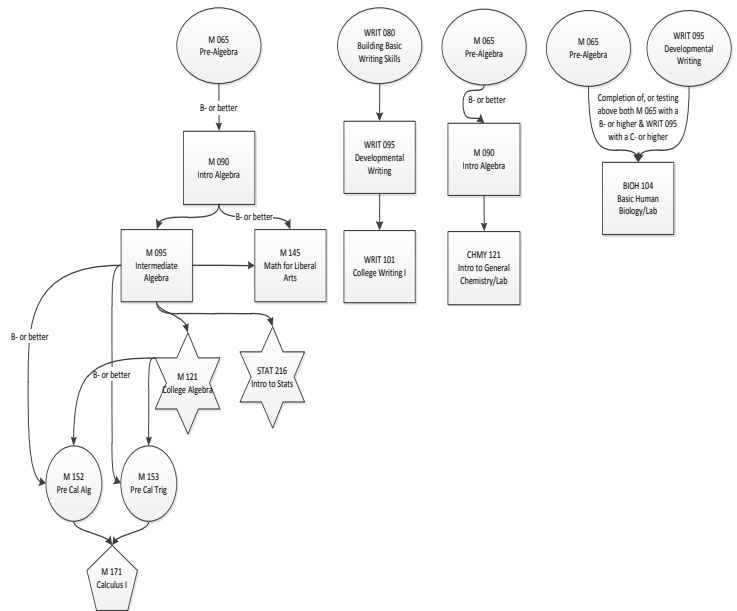 M 065
Pre-Algebra
WRIT 080
Building Basic
Writing Skills
M 065
Pre-Algebra
M 065
Pre-Algebra
WRIT 095
Developmental
Writing
B- or better
B- or better
Completion of, or testing
above both M 065 with a
B- or higher & WRIT 095
with a C- or higher
M 090
Intro Algebra
WRIT 095
Developmental
Writing
M 090
Intro Algebra
BIOH 104
Basic Human
Biology/Lab
B- or better
M 095
Intermediate
Algebra
M 145
Math for Liberal
Arts
WRIT 101
College Writing I
CHMY 121
Intro to General
Chemistry/Lab
B- or better
B- or better
M 121
College Algebra
STAT 216
Intro to Stats
M 152
Pre Cal Alg
M 153
Pre Cal Trig
M 171
Calculus I